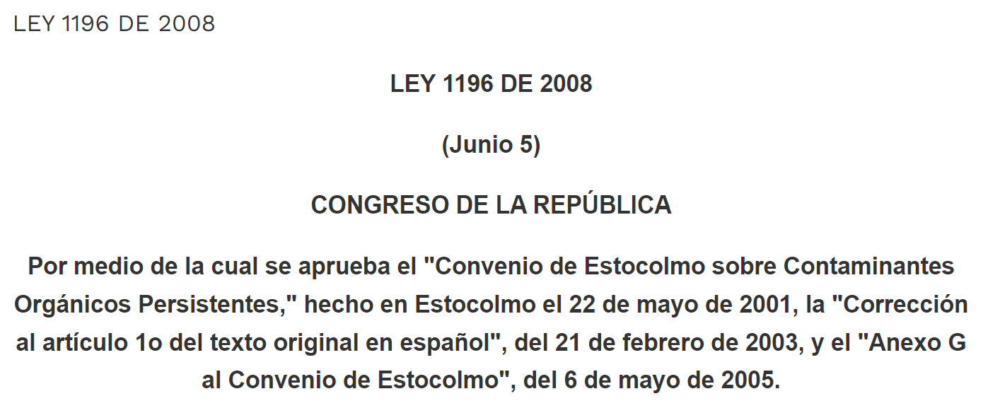 LEY 1196 DE 2008
LEY 1196 DE 2008
(Junio 5)
CONGRESO DE LA REPÚBLICA
Por medio de la cual se aprueba el "Convenio de Estocolmo sobre Contaminantes
Orgánicos Persistentes," hecho en Estocolmo el 22 de mayo de 2001, la "Corrección
al artículo 1o del texto original en español", del 21 de febrero de 2003, y el "Anexo G
al Convenio de Estocolmo", del 6 de mayo de 2005.